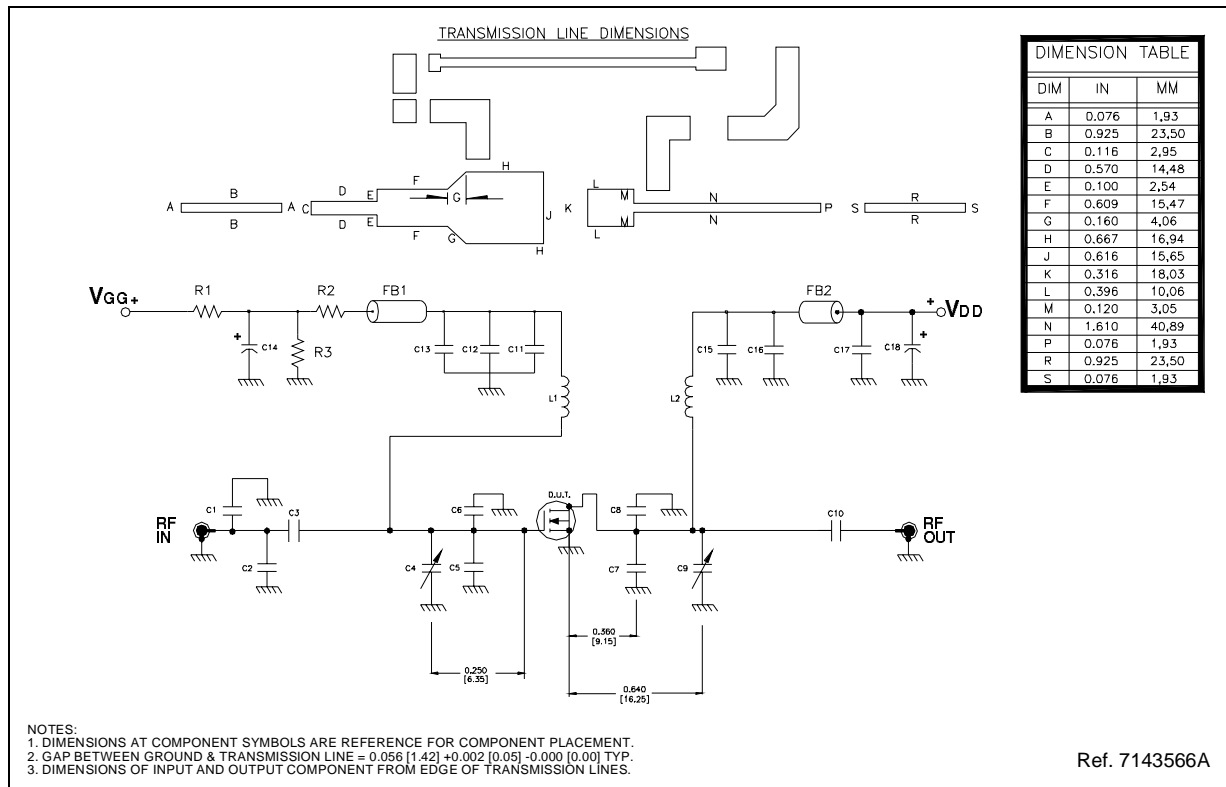 TRANSMISSION LINE DIMENSIONS
DIMENSION TABLE
DIM IN MM
A 0.076 1,93
B 0.925 23,50
C 0.116 2,95
D 0.570 14,48
E 0.100 2,54
F 0.609 15,47
G 0.160 4,06
H 0.667 16,94
J 0.616 15,65
K 0.316 18,03
L 0.396 10,06
M 0.120 3,05
N 1.610 40,89
P 0.076 1,93
R 0.925 23,50
S 0.076 1,93
H
B D F L N R
A A C E G J K M P S S
B D E F G H L M N R
VGG+ R1 R2 FB1 FB2 + VDD
+ C14 R3 C13 C12 C11 C15 C16 C17 C18 +
L1 L2
D.U.T.
C1 C6 C8
RF IN C3 C10 RF OUT
C2 C4 C5 C7 C9
0.360
[9.15]
0.250
[6.35]
0.640
[16.25]
NOTES:
1. DIMENSIONS AT COMPONENT SYMBOLS ARE REFERENCE FOR COMPONENT PLACEMENT.
2. GAP BETWEEN GROUND & TRANSMISSION LINE = 0.056 [1.42] +0.002 [0.05] -0.000 [0.00] TYP.
3. DIMENSIONS OF INPUT AND OUTPUT COMPONENT FROM EDGE OF TRANSMISSION LINES.
Ref. 7143566A